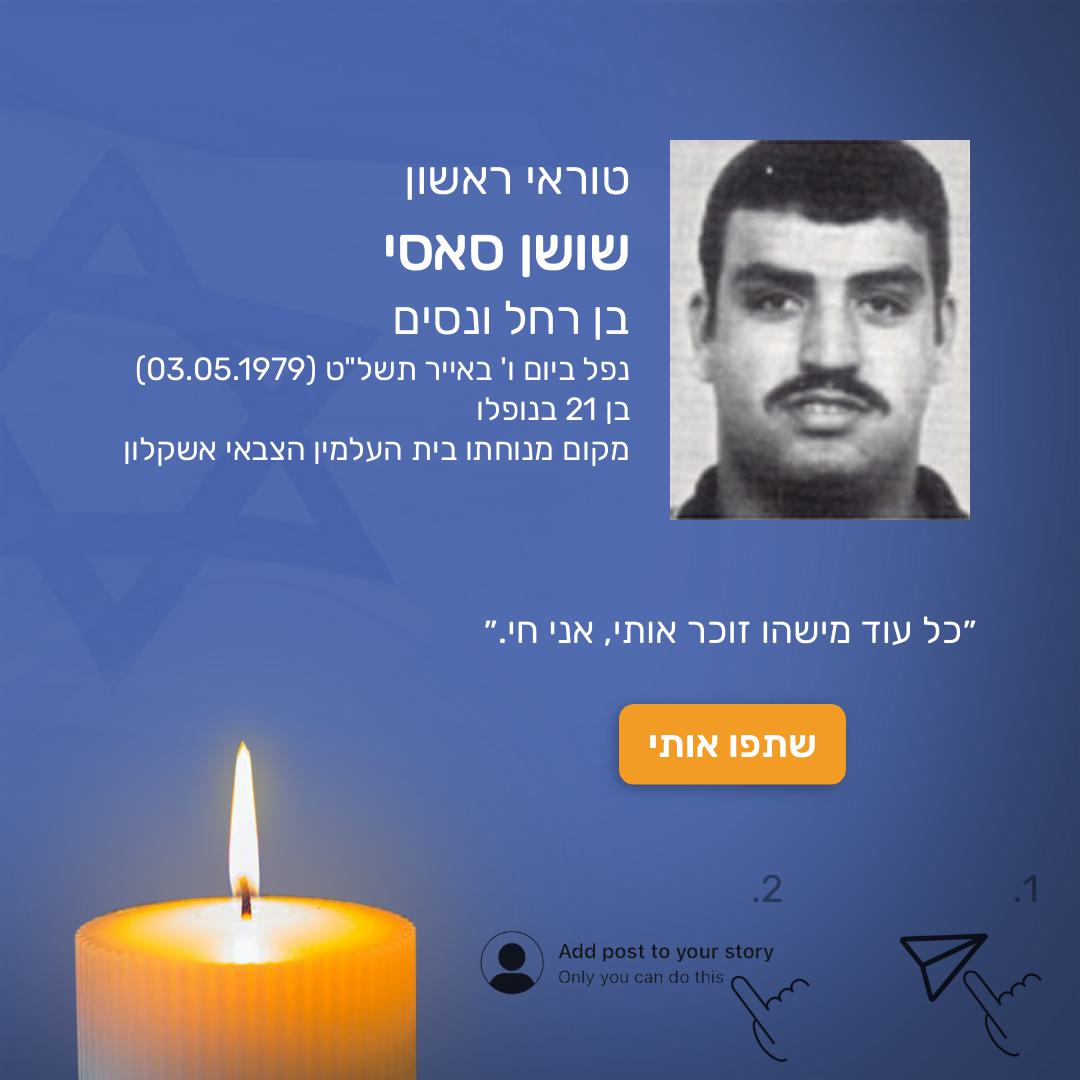 טוראי ראשון
שושן סאסי
בן רחל ונסים
נפל ביום ו' באייר תשל"ט (03.05.1979)
בן 21 בנופלו
מקום מנוחתו בית העלמין הצבאי אשקלון
״כל עוד מישהו זוכר אותי, אני חי.״
שתפו אותי
.1
.2
Add post to your story
Only you can do this